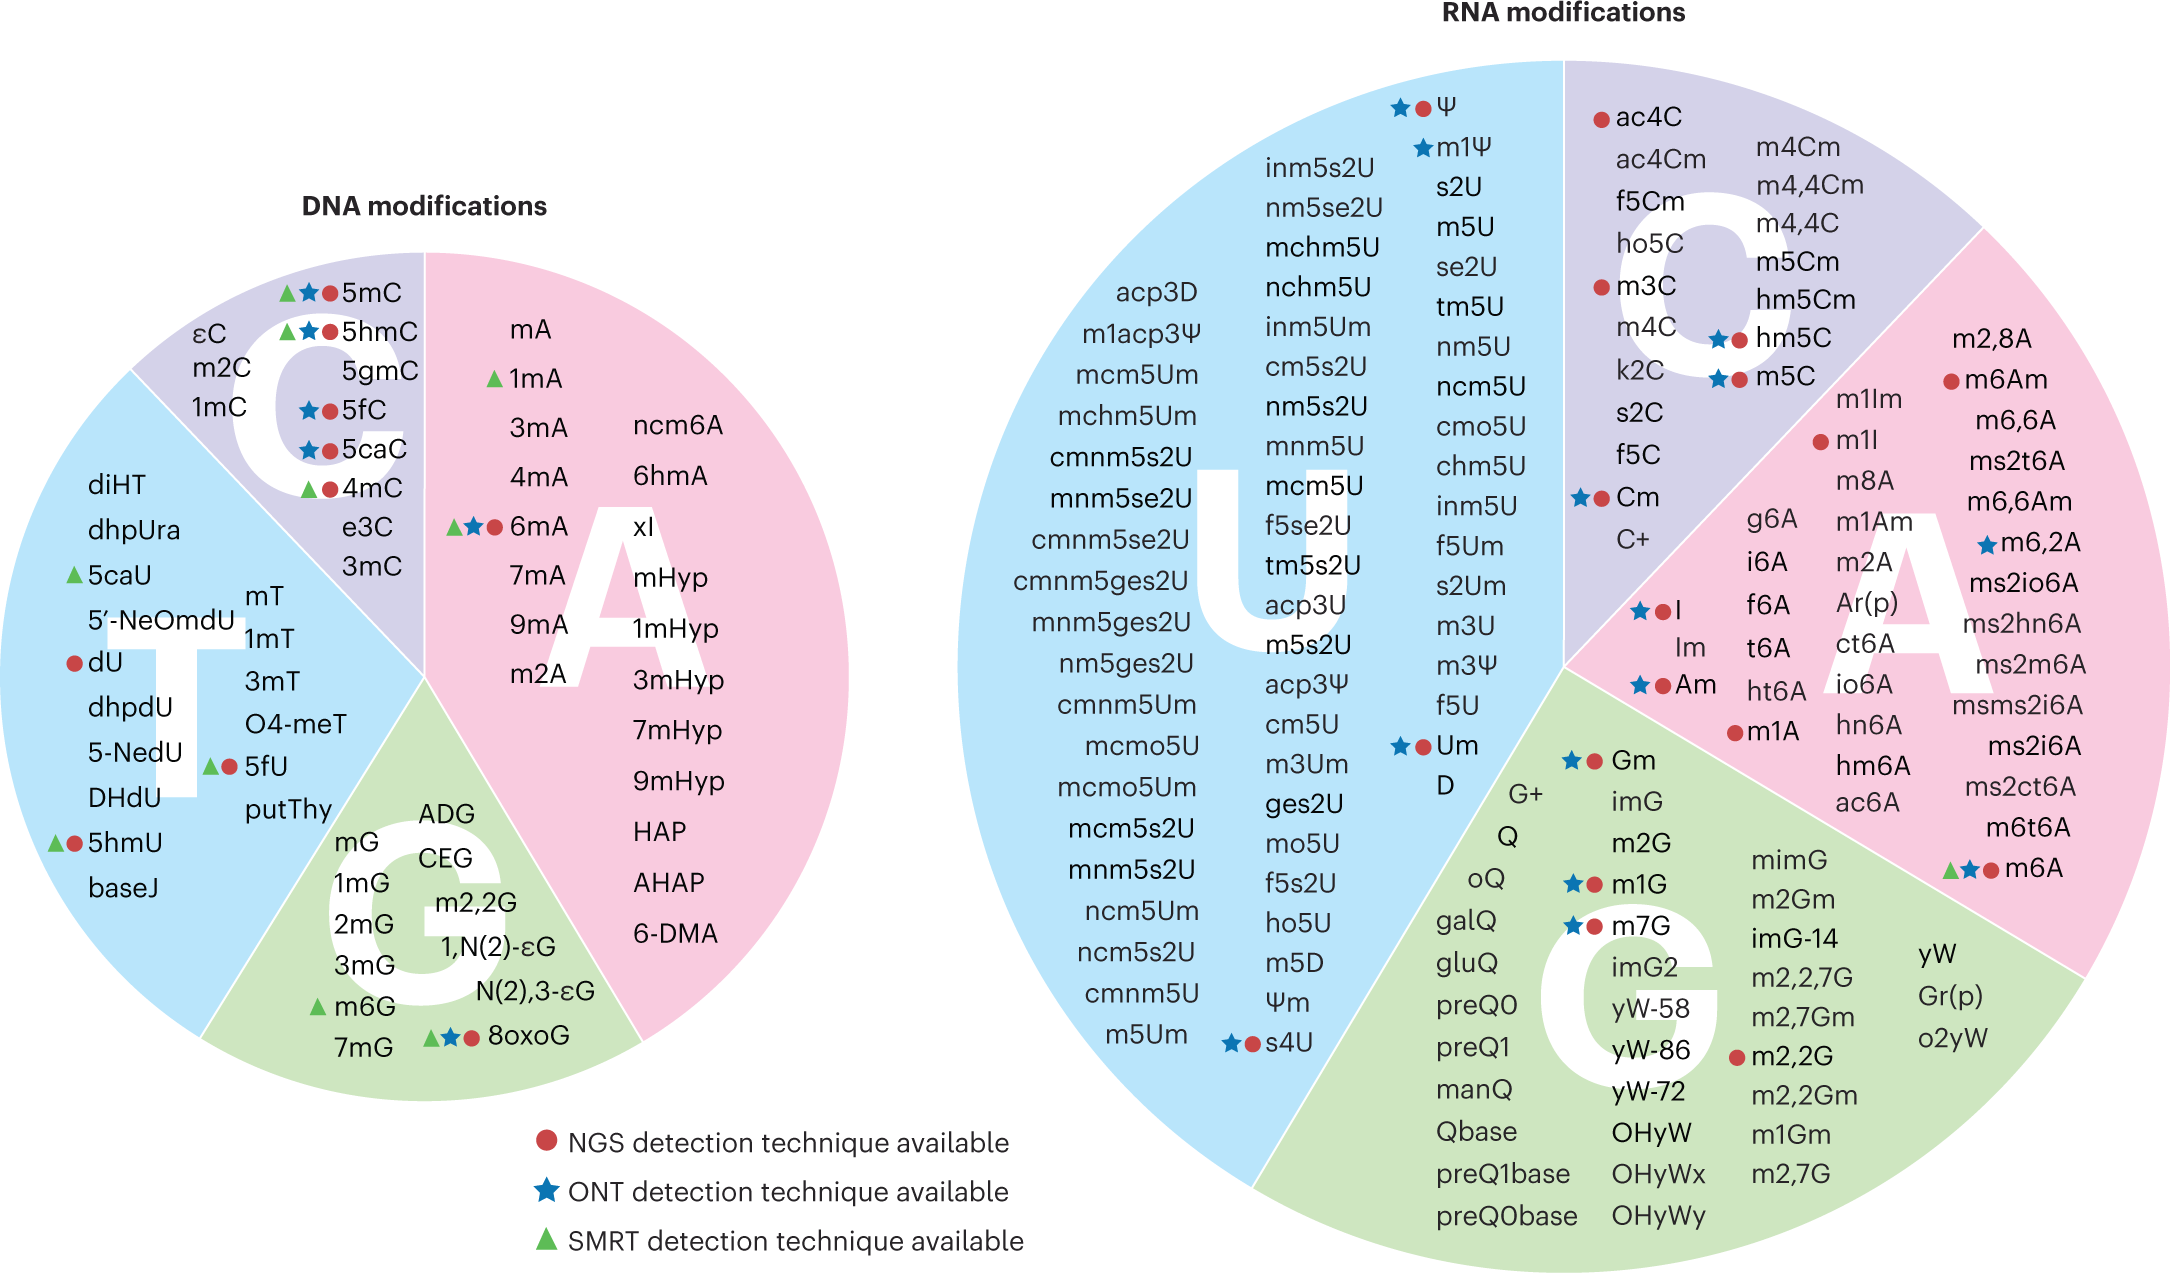 DNA modifications
C
5mC
5hmC
5gmC
5fC
5caC
4mC
e3C
3mC
εC
m2C
1mC
A
mA
1mA
3mA
4mA
6mA
7mA
9mA
m2A
ncm6A
6hmA
xI
mHyp
1mHyp
3mHyp
7mHyp
9mHyp
HAP
AHAP
6-DMA
T
diHT
dhpUra
5caU
5′-NeOmdU
dU
dhpdU
5-NedU
DHdU
5hmU
baseJ
mT
1mT
3mT
O4-meT
5fU
putThy
G
mG
1mG
2mG
3mG
m6G
7mG
ADG
CEG
m2,2G
1,N(2)-εG
N(2),3-εG
8oxoG
RNA modifications
U
acp3D
m1acp3Ψ
mcm5Um
mchm5Um
cmnm5s2U
mnm5se2U
cmnm5se2U
cmnm5ges2U
mnm5ges2U
nm5ges2U
cmnm5Um
mcmo5U
mcmo5Um
mcm5s2U
mnm5s2U
ncm5Um
ncm5s2U
cmnm5U
m5Um
inm5s2U
nm5se2U
mchm5U
nchm5U
inm5Um
cm5s2U
nm5s2U
mnm5U
mcm5U
f5se2U
tm5s2U
acp3U
m5s2U
acp3Ψ
cm5U
m3Um
ges2U
mo5U
f5s2U
ho5U
m5D
Ψm
s4U
Ψ
m1Ψ
s2U
m5U
se2U
tm5U
nm5U
ncm5U
cmo5U
chm5U
inm5U
f5Um
s2Um
m3U
m3Ψ
f5U
Um
D
C
ac4C
ac4Cm
f5Cm
ho5C
m3C
m4C
k2C
s2C
f5C
Cm
C+
m4Cm
m4,4Cm
m4,4C
m5Cm
hm5Cm
hm5C
m5C
A
I
Im
Am
g6A
i6A
f6A
t6A
ht6A
m1A
m1Im
m1I
m8A
m1Am
m2A
Ar(p)
ct6A
io6A
hn6A
hm6A
ac6A
m2,8A
m6Am
m6,6A
ms2t6A
m6,6Am
m6,2A
ms2io6A
ms2hn6A
ms2m6A
msms2i6A
ms2i6A
ms2ct6A
m6t6A
m6A
G
G+
Q
oQ
galQ
gluQ
preQ0
preQ1
manQ
Qbase
preQ1base
preQ0base
Gm
imG
m2G
m1G
m7G
imG2
yW-58
yW-86
yW-72
OHyW
OHyWx
OHyWy
mimG
m2Gm
imG-14
m2,2,7G
m2,7Gm
m2,2G
m2,2Gm
m1Gm
m2,7G
yW
Gr(p)
o2yW
NGS detection technique available
ONT detection technique available
SMRT detection technique available